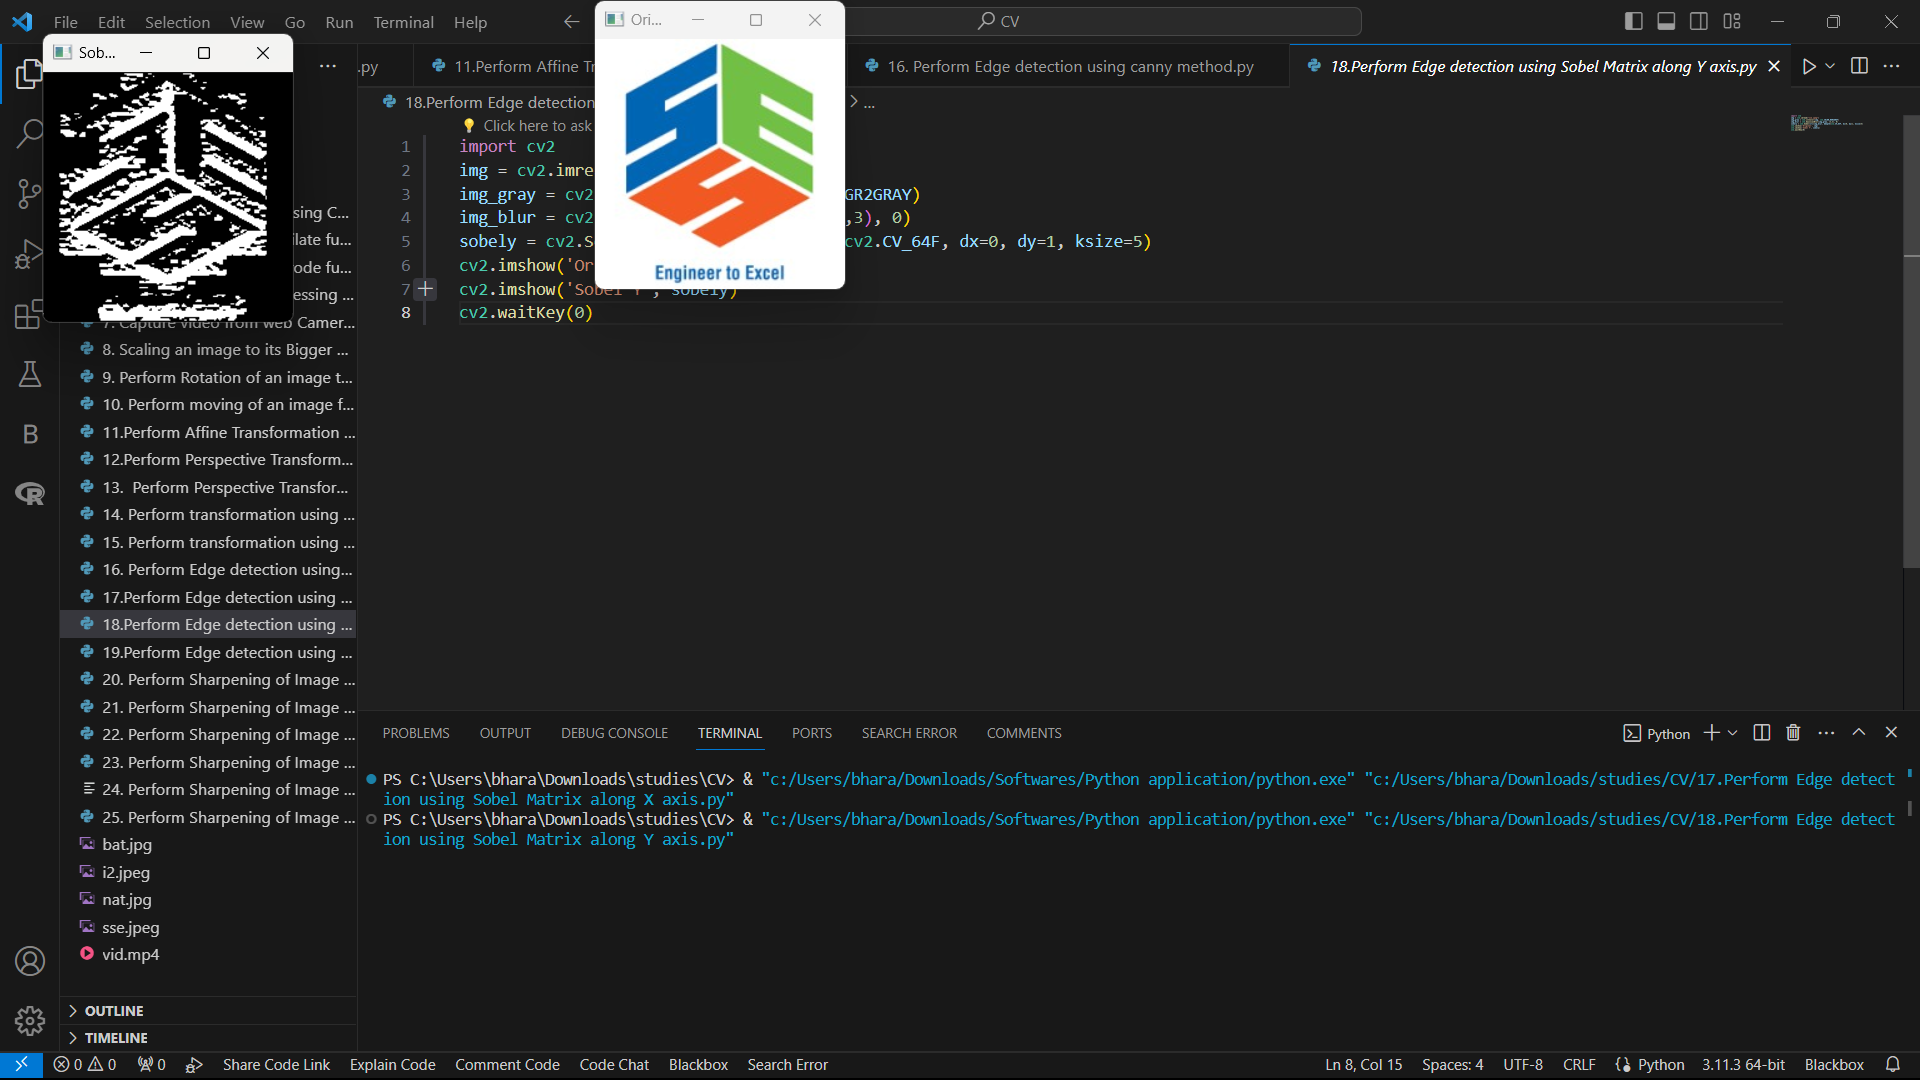 File Edit Selection View Go Run Terminal Help
CV
Sob...
Ori...
.py
11.Perform Affine Tr
16. Perform Edge detection using canny method.py
18.Perform Edge detection using Sobel Matrix along Y axis.py
18.Perform Edge detection
...
Click here to ask
1 import cv2
2 img = cv2.imre
3 img_gray = cv2 GR2GRAY)
4 img_blur = cv2 ,3), 0)
5 sobely = cv2.S cv2.CV_64F, dx=0, dy=1, ksize=5)
6 cv2.imshow('Or
7 cv2.imshow('Sobel Y', sobely)
8 cv2.waitKey(0)
SES
Engineer to Excel
sing C...
late fu...
ode fu...
essing ...
7. Capture video from web Camer...
8. Scaling an image to its Bigger ...
9. Perform Rotation of an image t...
10. Perform moving of an image f...
11.Perform Affine Transformation ...
12.Perform Perspective Transform...
13. Perform Perspective Transfor...
14. Perform transformation using ...
15. Perform transformation using ...
16. Perform Edge detection using...
17.Perform Edge detection using ...
18.Perform Edge detection using ...
19.Perform Edge detection using ...
20. Perform Sharpening of Image ...
21. Perform Sharpening of Image ...
22. Perform Sharpening of Image ...
23. Perform Sharpening of Image ...
24. Perform Sharpening of Image ...
25. Perform Sharpening of Image ...
bat.jpg
i2.jpeg
nat.jpg
sse.jpeg
vid.mp4
OUTLINE
TIMELINE
PROBLEMS OUTPUT DEBUG CONSOLE TERMINAL PORTS SEARCH ERROR COMMENTS
Python
PS C:\Users\bhara\Downloads\studies\CV> & "c:/Users/bhara/Downloads/Softwares/Python application/python.exe" "c:/Users/bhara/Downloads/studies/CV/17.Perform Edge detect
ion using Sobel Matrix along X axis.py"
PS C:\Users\bhara\Downloads\studies\CV> & "c:/Users/bhara/Downloads/Softwares/Python application/python.exe" "c:/Users/bhara/Downloads/studies/CV/18.Perform Edge detect
ion using Sobel Matrix along Y axis.py"
0 0 0 Share Code Link Explain Code Comment Code Code Chat Blackbox Search Error
Ln 8, Col 15 Spaces: 4 UTF-8 CRLF Python 3.11.3 64-bit Blackbox